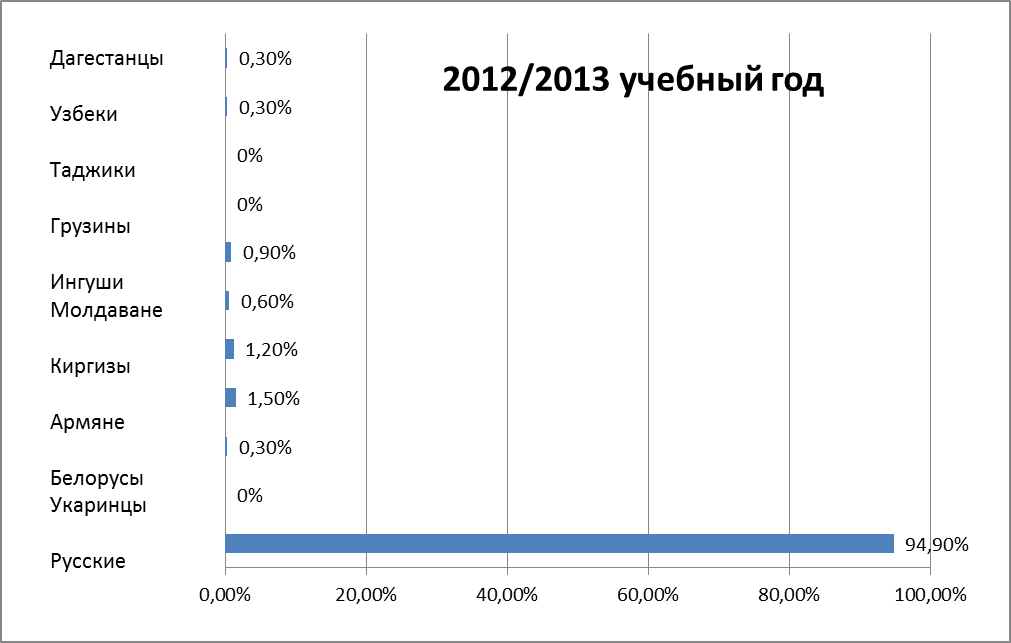 2012/2013 учебный год
Дагестанцы
0,30%
Узбеки
0,30%
Таджики
0%
Грузины
0%
Ингуши
0,90%
Молдаване
0,60%
Киргизы
1,20%
Армяне
1,50%
Белорусы
0,30%
Укаринцы
0%
Русские
94,90%
0,00%
20,00%
40,00%
60,00%
80,00%
100,00%